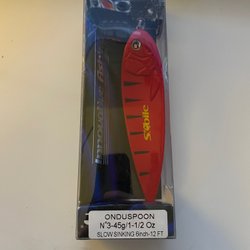 Sébile
ONDUSPOON
N°3-45g/1-1/2 Oz
SLOW SINKING 6inch-12 FT